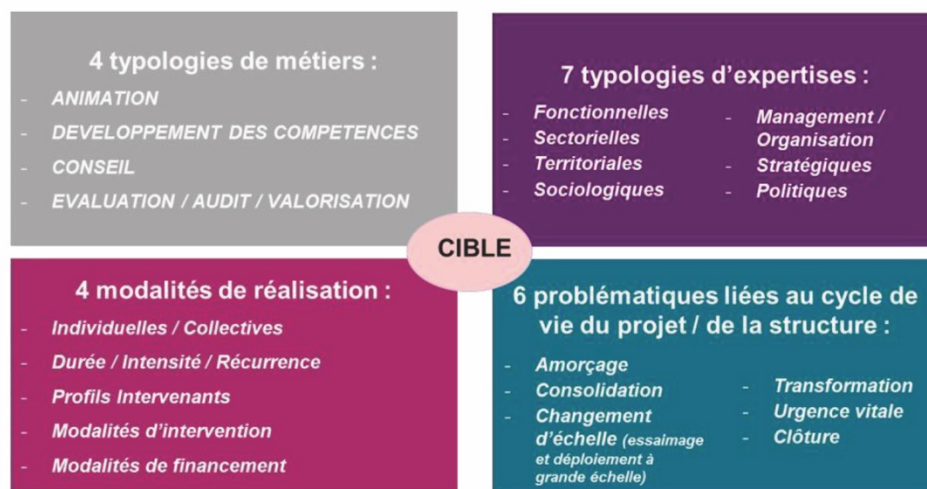 4 typologies de métiers :
- ANIMATION
- DEVELOPPEMENT DES COMPETENCES
- CONSEIL
- EVALUATION / AUDIT / VALORISATION
7 typologies d'expertises :
- Fonctionnelles
- Sectorielles
- Territoriales
- Sociologiques
- Management /
Organisation
- Stratégiques
- Politiques
CIBLE
4 modalités de réalisation :
- Individuelles / Collectives
- Durée / Intensité / Récurrence
- Profils Intervenants
- Modalités d'intervention
- Modalités de financement
6 problématiques liées au cycle de
vie du projet / de la structure :
- Amorçage
- Consolidation
- Changement
d'échelle (essaimage
et déploiement à
grande échelle)
- Transformation
- Urgence vitale
- Clôture